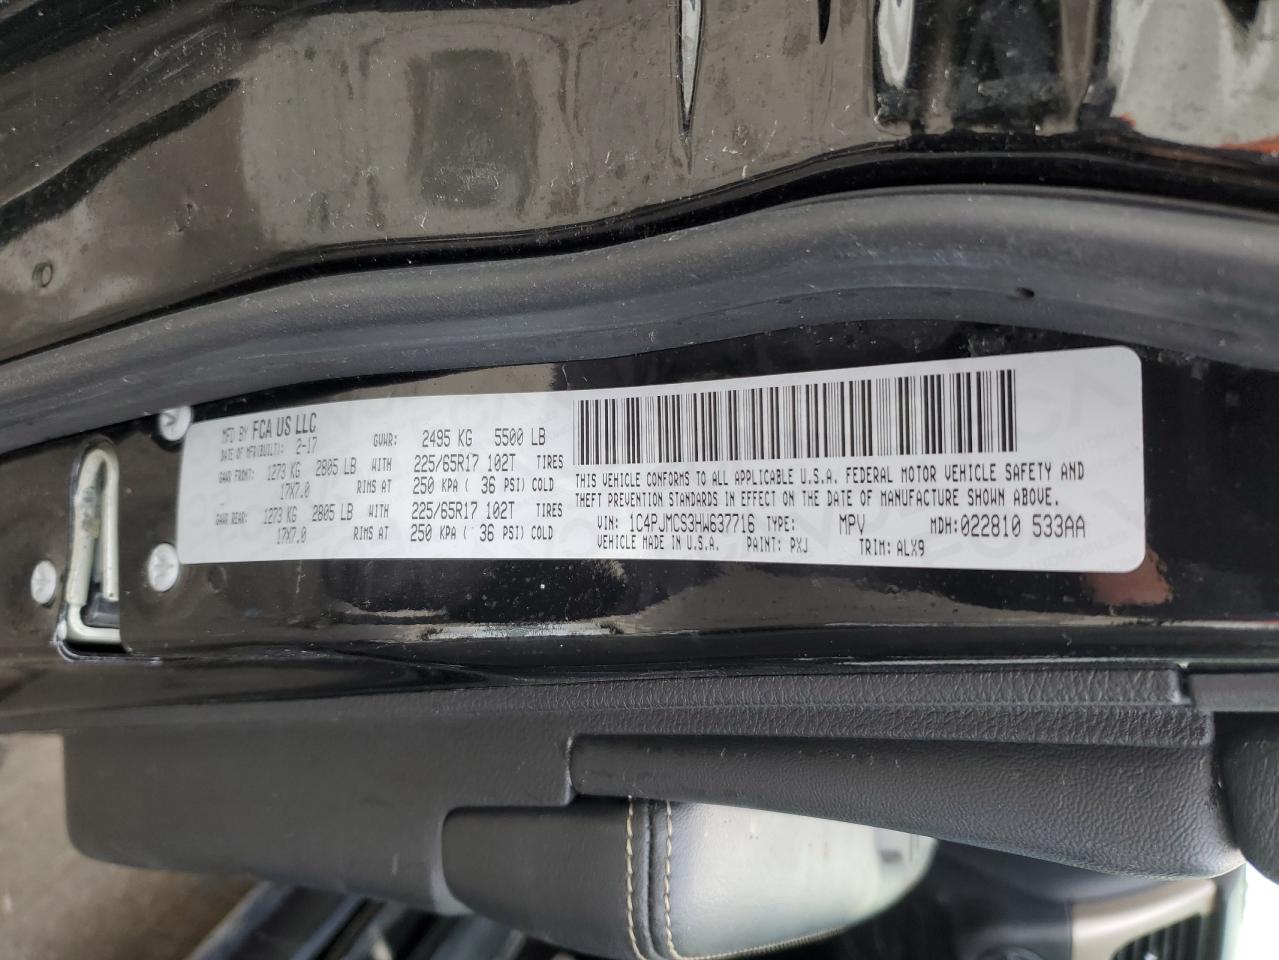 MFD BY FCA US LLC
DATE OF MFR(BUILT): 2-17 GVWR: 2495 KG 5500 LB
GAWR FRONT: 1273 KG 2805 LB WITH 225/65R17 102T TIRES
17X7.0 RIMS AT 250 KPA ( 36 PSI) COLD
GAWR REAR: 1273 KG 2805 LB WITH 225/65R17 102T TIRES
17X7.0 RIMS AT 250 KPA ( 36 PSI) COLD
THIS VEHICLE CONFORMS TO ALL APPLICABLE U.S.A. FEDERAL MOTOR VEHICLE SAFETY AND
THEFT PREVENTION STANDARDS IN EFFECT ON THE DATE OF MANUFACTURE SHOWN ABOVE.
VIN: 1C4PJMCS3HW637716 TYPE: MPV MDH:022810 533AA
VEHICLE MADE IN U.S.A. PAINT: PXJ TRIM: ALX9